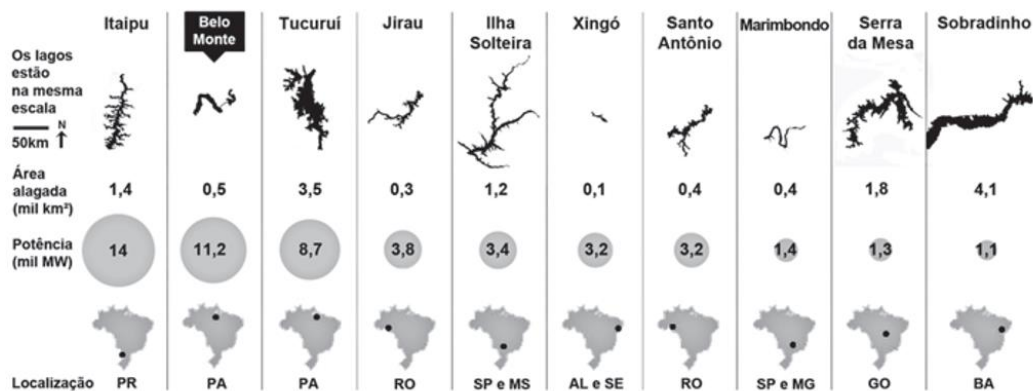 Itaipu
Belo
Monte
Tucuruí
Jirau
Ilha
Solteira
Xingó
Santo
Antônio
Marimbondo
Serra
da Mesa
Sobradinho
Os lagos
estão
na mesma
escala
N
50km
Área
alagada
(mil km²)
1,4 0,5 3,5 0,3 1,2 0,1 0,4 0,4 1,8 4,1
Potência
(mil MW)
14 11,2 8,7 3,8 3,4 3,2 3,2 1,4 1,3 1,1
Localização PR PA PA RO SP e MS AL e SE RO SP e MG GO BA